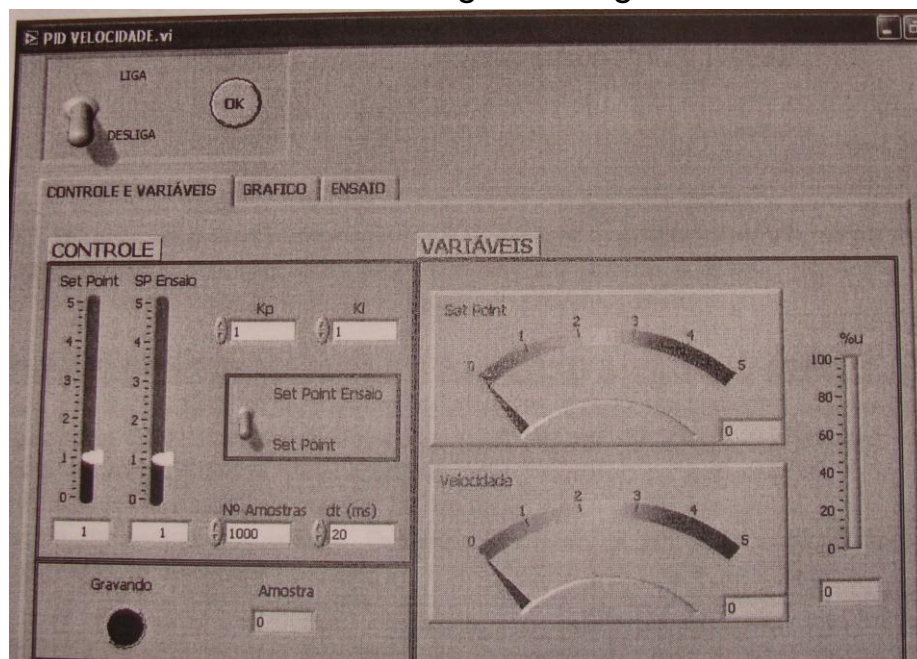 PID VELOCIDADE.vi
LIGA
OK
DESLIGA
CONTROLE E VARIÁVEIS GRAFICO ENSAIO
CONTROLE
Set Point SP Ensaio
5 5
4 4
3 3
2 2
1 1
0 0
1 1
Kp Ki
1 1
Set Point Ensaio
Set Point
Nº Amostras dt (ms)
1000 20
Gravando Amostra
0
VARIÁVEIS
Set Point
0 1 2 3 4 5
0
Velocidade
0 1 2 3 4 5
0
%u
100
80
60
40
20
0
0